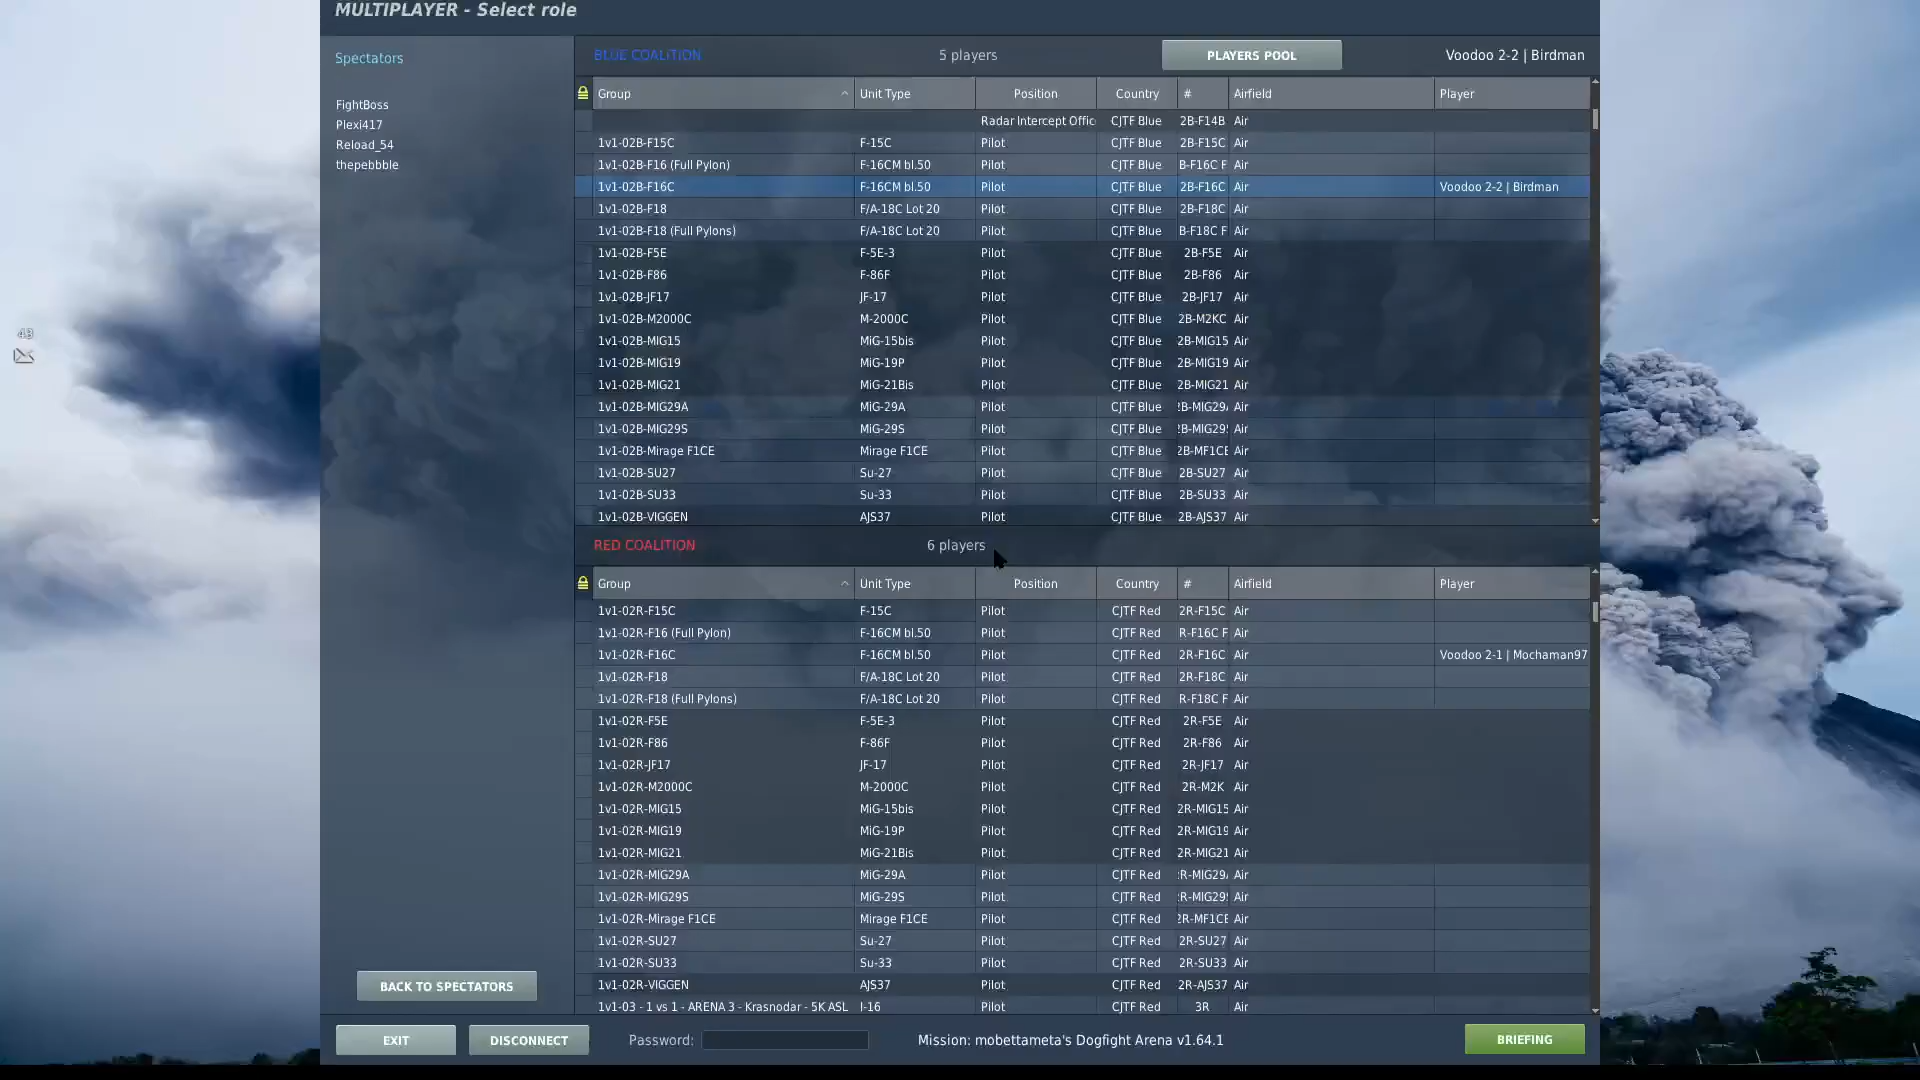 MULTIPLAYER - Select role
Spectators
FightBoss
Plexi417
Reload_54
thepebbble
BLUE COALITION 5 players PLAYERS POOL Voodoo 2-2 | Birdman
Group Unit Type Position Country # Airfield Player
Radar Intercept Offic CJTF Blue 2B-F14B Air
1v1-02B-F15C F-15C Pilot CJTF Blue 2B-F15C Air
1v1-02B-F16 (Full Pylon) F-16CM bl.50 Pilot CJTF Blue B-F16C F Air
1v1-02B-F16C F-16CM bl.50 Pilot CJTF Blue 2B-F16C Air Voodoo 2-2 | Birdman
1v1-02B-F18 F/A-18C Lot 20 Pilot CJTF Blue 2B-F18C Air
1v1-02B-F18 (Full Pylons) F/A-18C Lot 20 Pilot CJTF Blue B-F18C F Air
1v1-02B-F5E F-5E-3 Pilot CJTF Blue 2B-F5E Air
1v1-02B-F86 F-86F Pilot CJTF Blue 2B-F86 Air
1v1-02B-JF17 JF-17 Pilot CJTF Blue 2B-JF17 Air
1v1-02B-M2000C M-2000C Pilot CJTF Blue 2B-M2KC Air
1v1-02B-MIG15 MiG-15bis Pilot CJTF Blue 2B-MIG15 Air
1v1-02B-MIG19 MiG-19P Pilot CJTF Blue 2B-MIG19 Air
1v1-02B-MIG21 MiG-21Bis Pilot CJTF Blue 2B-MIG21 Air
1v1-02B-MIG29A MiG-29A Pilot CJTF Blue 2B-MIG29A Air
1v1-02B-MIG29S MiG-29S Pilot CJTF Blue 2B-MIG29S Air
1v1-02B-Mirage F1CE Mirage F1CE Pilot CJTF Blue 2B-MF1CE Air
1v1-02B-SU27 Su-27 Pilot CJTF Blue 2B-SU27 Air
1v1-02B-SU33 Su-33 Pilot CJTF Blue 2B-SU33 Air
1v1-02B-VIGGEN AJS37 Pilot CJTF Blue 2B-AJS37 Air
RED COALITION 6 players
Group Unit Type Position Country # Airfield Player
1v1-02R-F15C F-15C Pilot CJTF Red 2R-F15C Air
1v1-02R-F16 (Full Pylon) F-16CM bl.50 Pilot CJTF Red R-F16C F Air
1v1-02R-F16C F-16CM bl.50 Pilot CJTF Red 2R-F16C Air Voodoo 2-1 | Mochaman97
1v1-02R-F18 F/A-18C Lot 20 Pilot CJTF Red 2R-F18C Air
1v1-02R-F18 (Full Pylons) F/A-18C Lot 20 Pilot CJTF Red R-F18C F Air
1v1-02R-F5E F-5E-3 Pilot CJTF Red 2R-F5E Air
1v1-02R-F86 F-86F Pilot CJTF Red 2R-F86 Air
1v1-02R-JF17 JF-17 Pilot CJTF Red 2R-JF17 Air
1v1-02R-M2000C M-2000C Pilot CJTF Red 2R-M2K Air
1v1-02R-MIG15 MiG-15bis Pilot CJTF Red 2R-MIG15 Air
1v1-02R-MIG19 MiG-19P Pilot CJTF Red 2R-MIG19 Air
1v1-02R-MIG21 MiG-21Bis Pilot CJTF Red 2R-MIG21 Air
1v1-02R-MIG29A MiG-29A Pilot CJTF Red R-MIG29A Air
1v1-02R-MIG29S MiG-29S Pilot CJTF Red R-MIG29S Air
1v1-02R-Mirage F1CE Mirage F1CE Pilot CJTF Red 2R-MF1CE Air
1v1-02R-SU27 Su-27 Pilot CJTF Red 2R-SU27 Air
1v1-02R-SU33 Su-33 Pilot CJTF Red 2R-SU33 Air
1v1-02R-VIGGEN AJS37 Pilot CJTF Red 2R-AJS37 Air
1v1-03 - 1 vs 1 - ARENA 3 - Krasnodar - 5K ASL I-16 Pilot CJTF Red 3R Air
BACK TO SPECTATORS
EXIT DISCONNECT Password: Mission: mobettameta's Dogfight Arena v1.64.1 BRIEFING
48